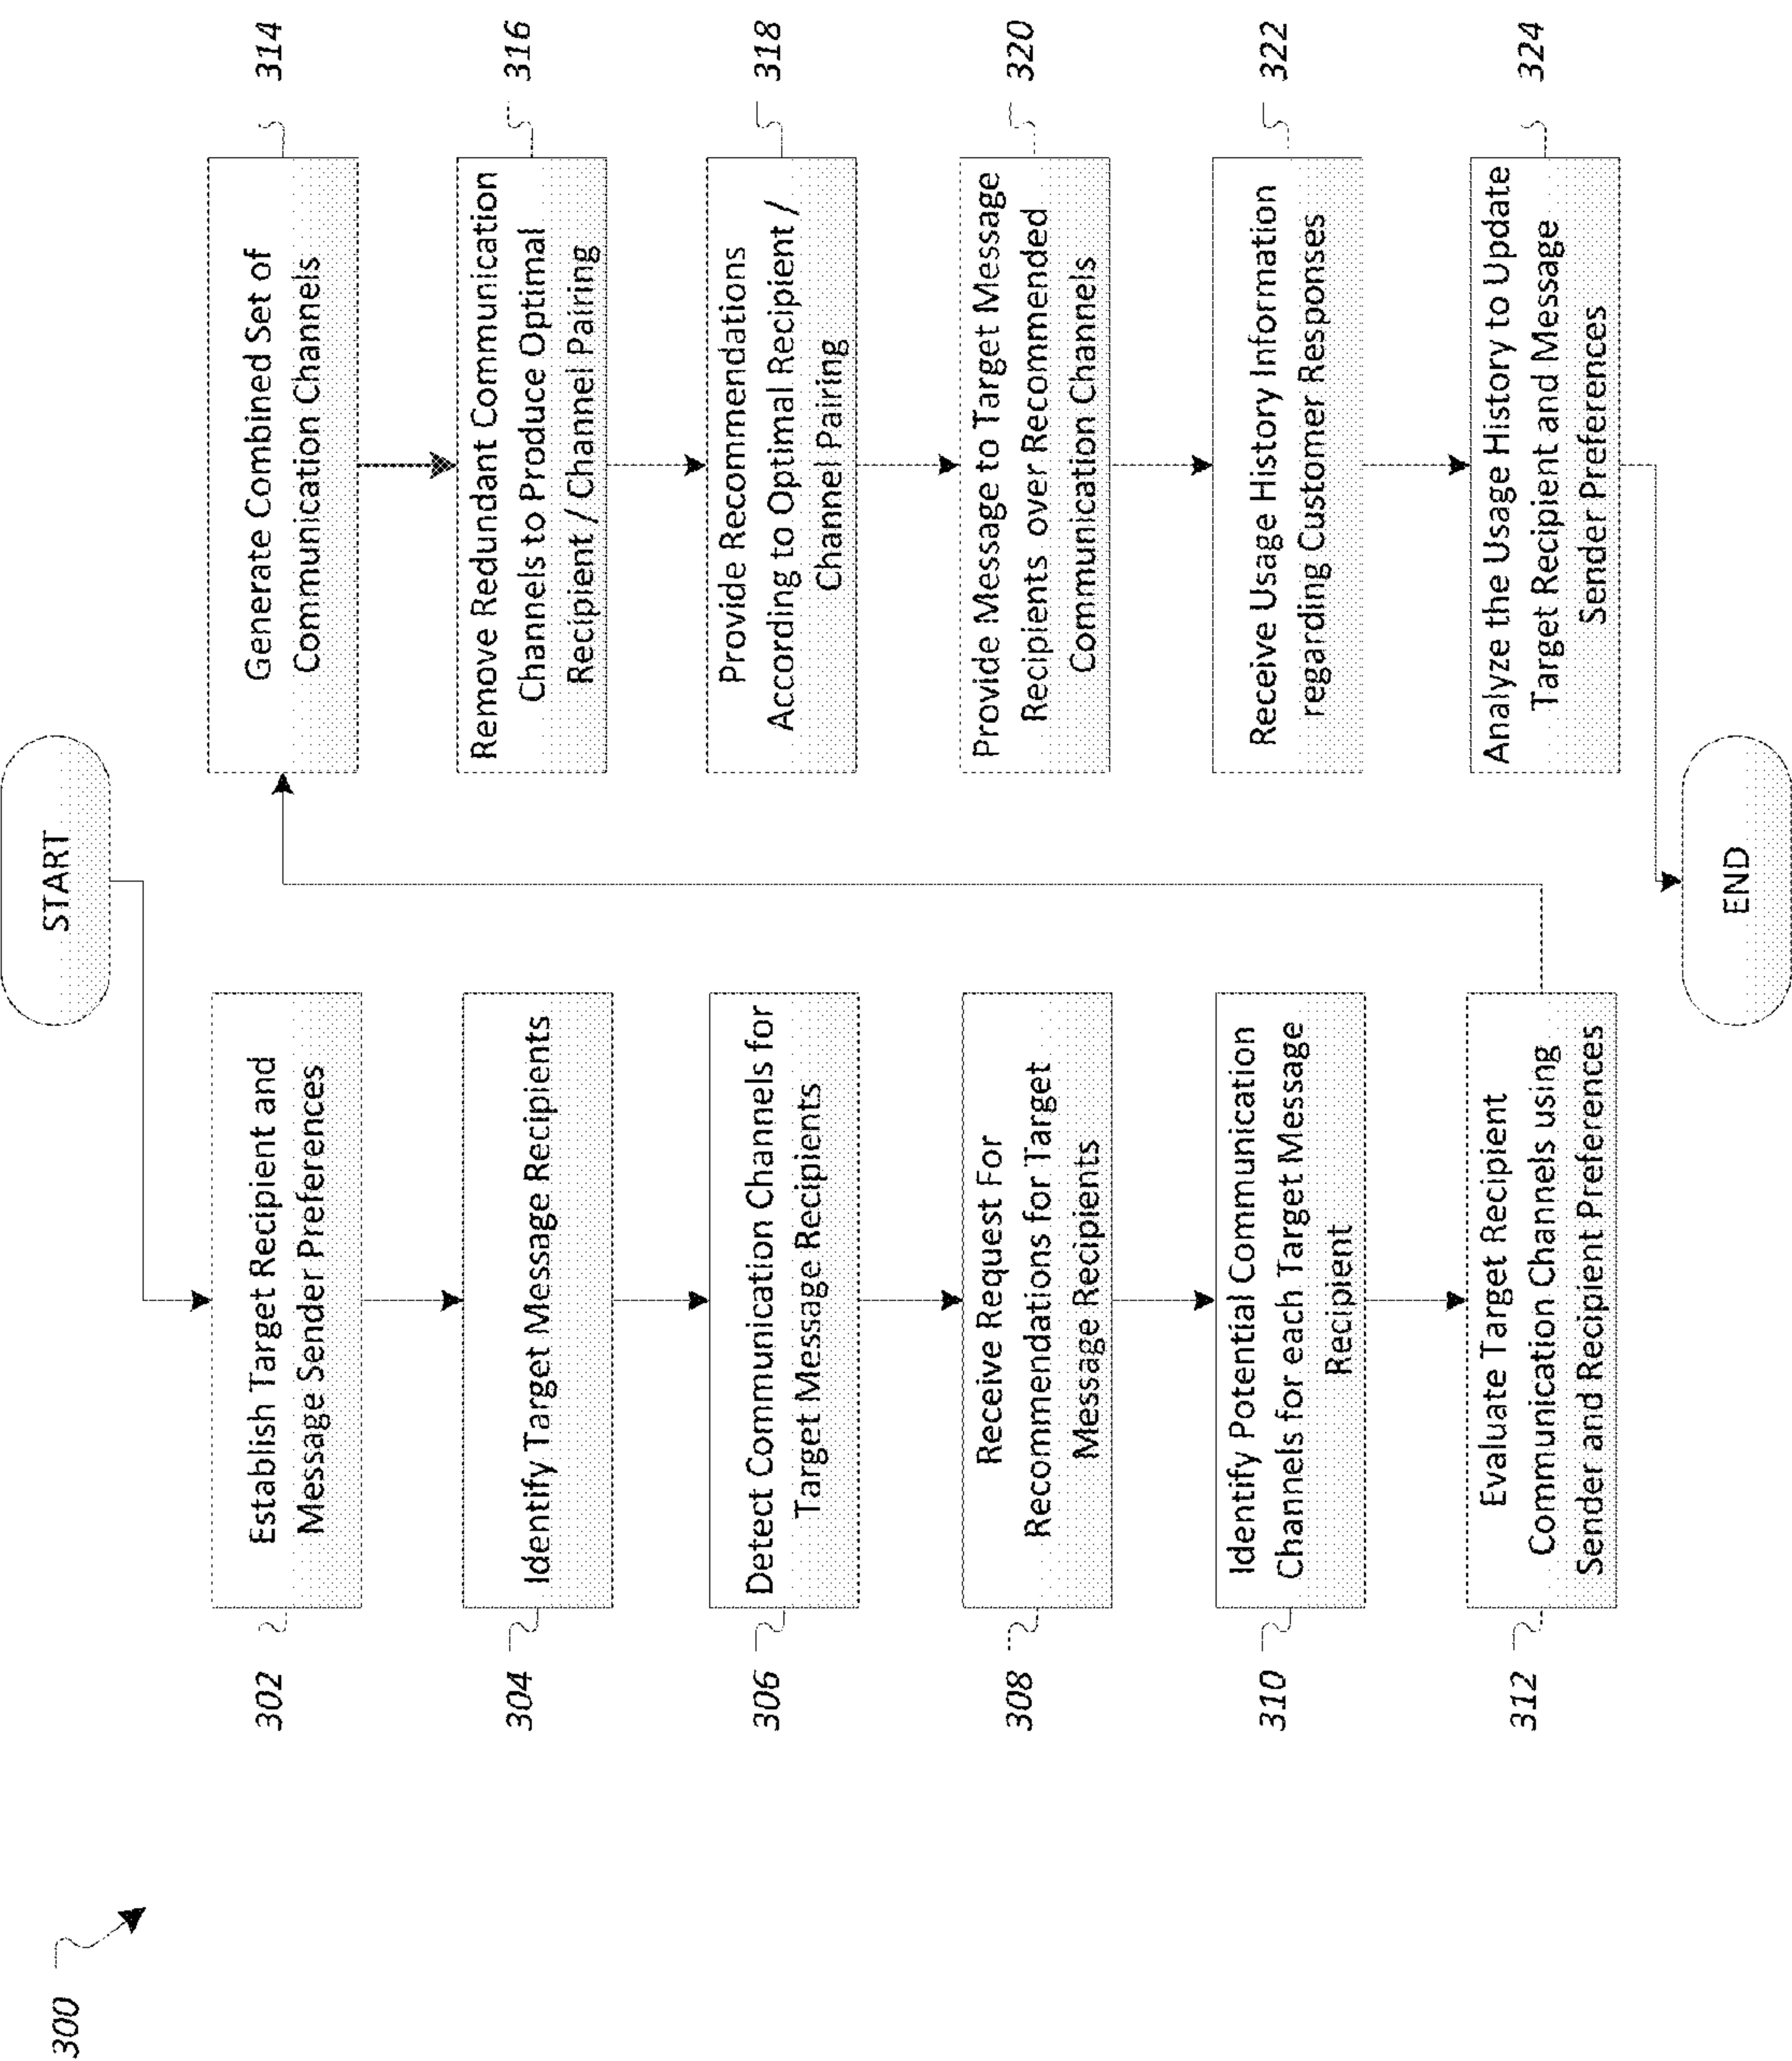 300
START
302
Establish Target Recipient and
Message Sender Preferences
304
Identify Target Message Recipients
306
Detect Communication Channels for
Target Message Recipients
308
Receive Request For
Recommendations for Target
Message Recipients
310
Identify Potential Communication
Channels for each Target Message
Recipient
312
Evaluate Target Recipient
Communication Channels using
Sender and Recipient Preferences
314
Generate Combined Set of
Communication Channels
316
Remove Redundant Communication
Channels to Produce Optimal
Recipient / Channel Pairing
318
Provide Recommendations
According to Optimal Recipient /
Channel Pairing
320
Provide Message to Target Message
Recipients over Recommended
Communication Channels
322
Receive Usage History Information
regarding Customer Responses
324
Analyze the Usage History to Update
Target Recipient and Message
Sender Preferences
END